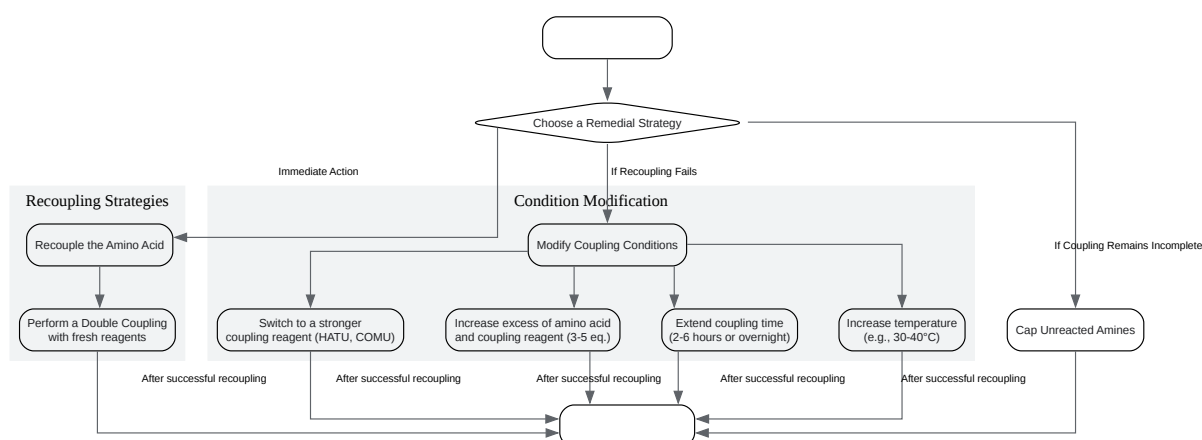 Choose a Remedial Strategy
Immediate Action
If Recoupling Fails
Recoupling Strategies
Condition Modification
Recouple the Amino Acid
Modify Coupling Conditions
If Coupling Remains Incomplete
Perform a Double Coupling
with fresh reagents
Switch to a stronger
coupling reagent (HATU, COMU)
Increase excess of amino acid
and coupling reagent (3-5 eq.)
Extend coupling time
(2-6 hours or overnight)
Increase temperature
(e.g., 30-40°C)
Cap Unreacted Amines
After successful recoupling
After successful recoupling
After successful recoupling
After successful recoupling
After successful recoupling